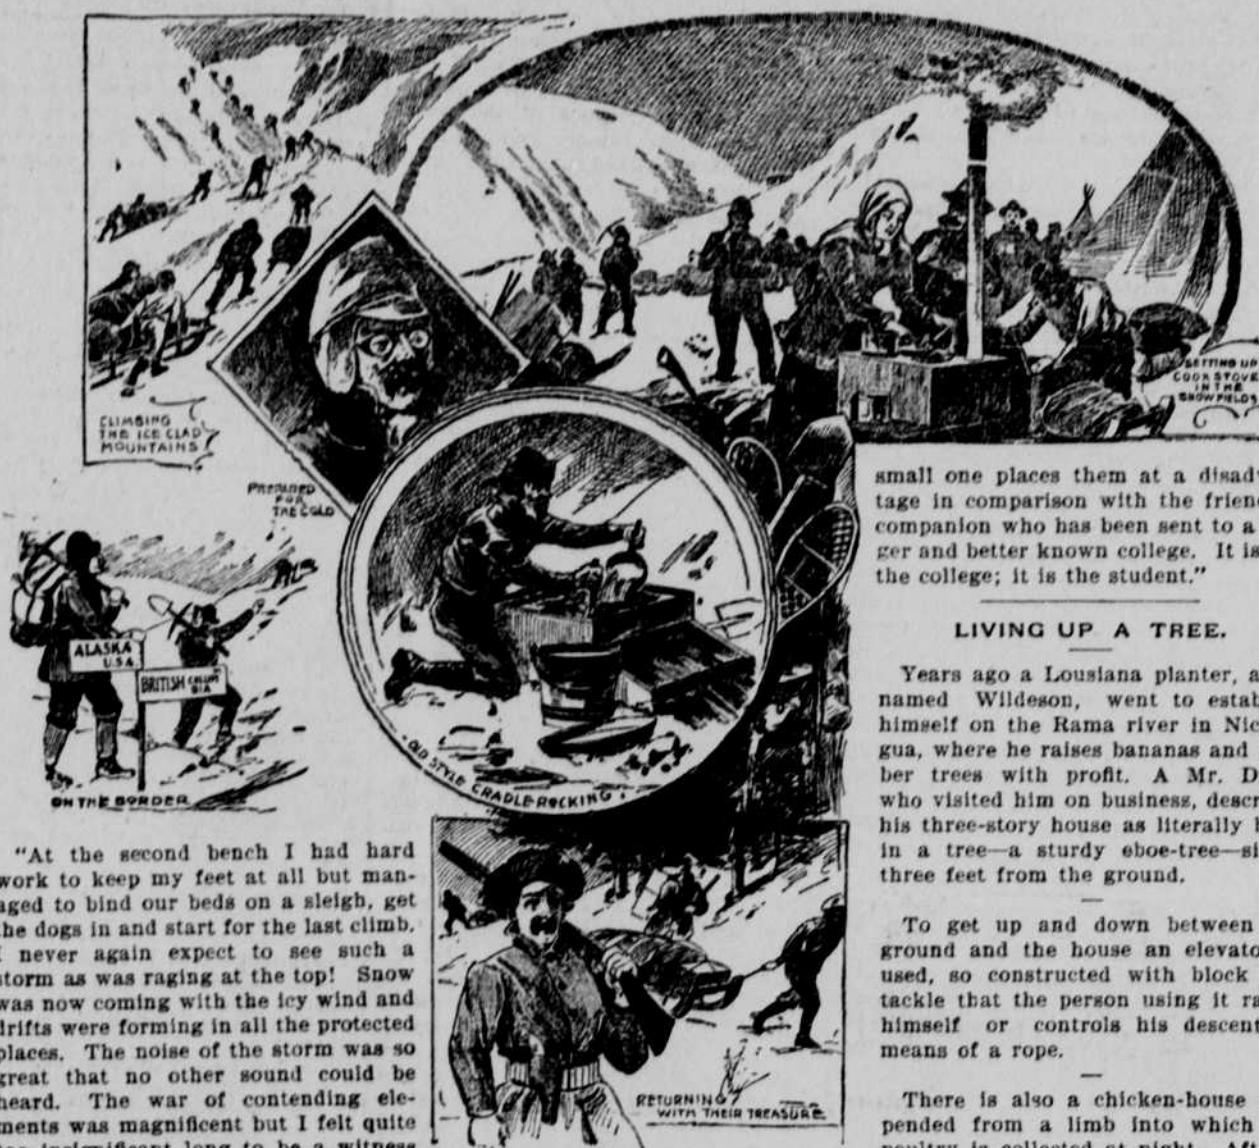 CLIMBING
THE ICE CLAD
MOUNTAINS
PREPARED
FOR
THE COLD
SETTING UP
COOK STOVE
IN THE
SNOWFIELDS
ALASKA
U.S.A.
BRITISH
ON THE BORDER
OLD STYLE CRADLE ROCKING.
RETURNING
WITH THEIR TREASURE
"At the second bench I had hard
work to keep my feet at all but man-
aged to bind our beds on a sleigh, get
the dogs in and start for the last climb.
I never again expect to see such a
storm as was raging at the top! Snow
was now coming with the icy wind and
drifts were forming in all the protected
places. The noise of the storm was so
great that no other sound could be
heard. The war of contending ele-
ments was magnificent but I felt quite
too insignificant long to be a witness
small one places them at a disad
tage in comparison with the frien
companion who has been sent to a
ger and better known college. It is
the college; it is the student."
LIVING UP A TREE.
Years ago a Lousiana planter, a
named Wildeson, went to estab
himself on the Rama river in Nic
gua, where he raises bananas and
ber trees with profit. A Mr. D
who visited him on business, descr
his three-story house as literally
in a tree—a sturdy eboe-tree—si
three feet from the ground.
To get up and down between
ground and the house an elevato
used, so constructed with block
tackle that the person using it ra
himself or controls his descent
means of a rope.
There is also a chicken-house
pended from a limb into which
poultry is collected at night.